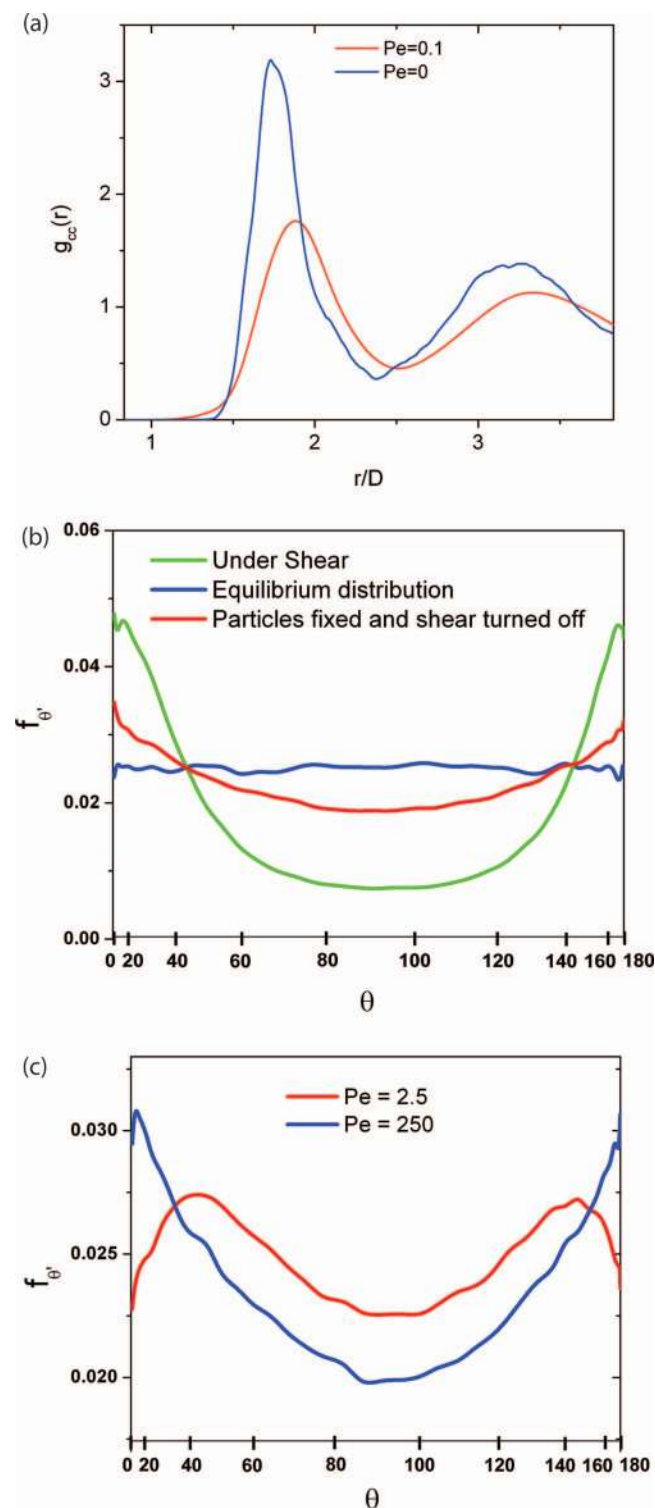 (a)
Pe=0.1
Pe=0
3
2
1
0
g_cc(r)
1 2 3
r/D
(b)
0.06
Under Shear
Equilibrium distribution
Particles fixed and shear turned off
0.04
0.02
0.00
f_θ'
0 20 40 60 80 100 120 140 160 180
θ
(c)
Pe = 2.5
Pe = 250
0.030
0.025
0.020
f_θ'
0 20 40 60 80 100 120 140 160 180
θ